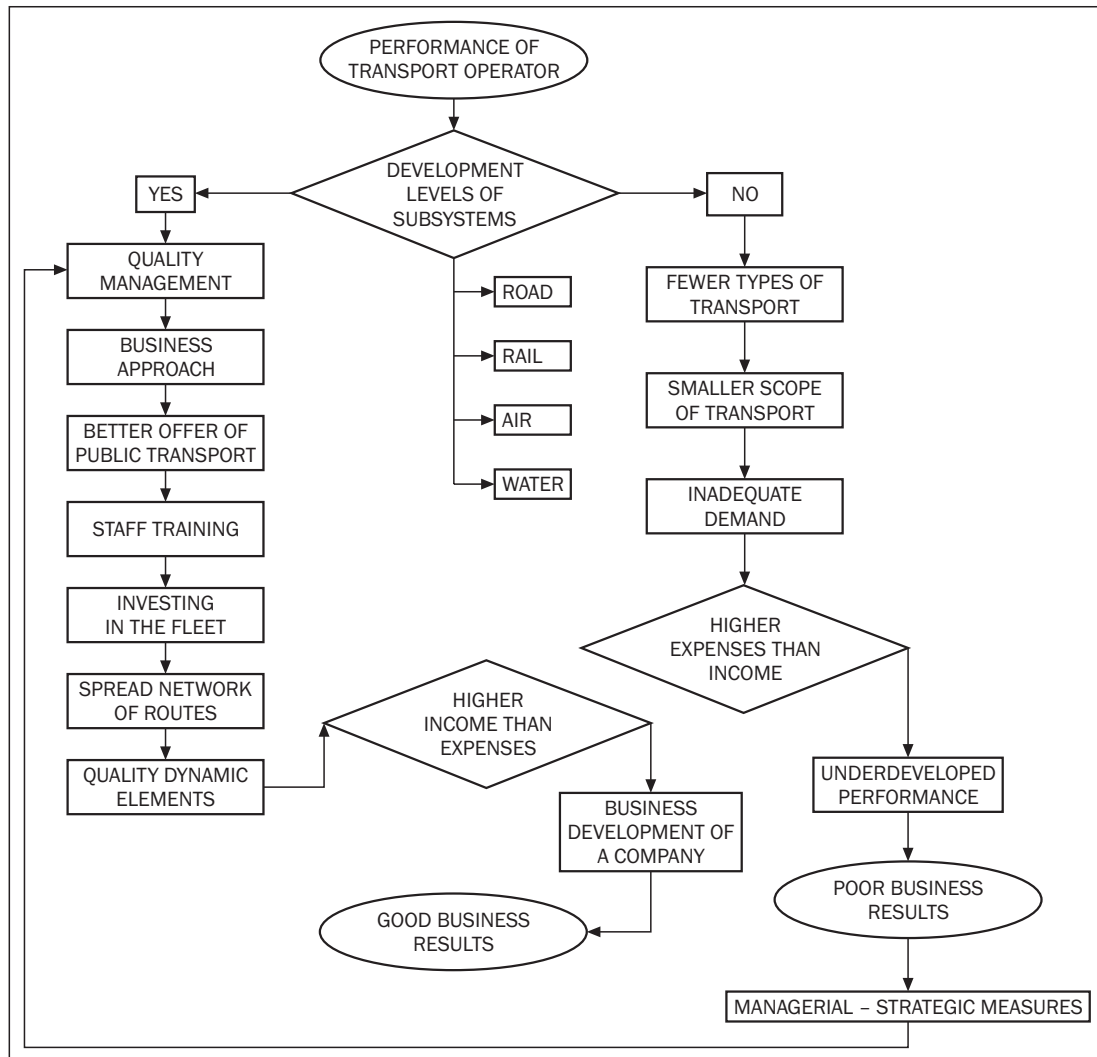 PERFORMANCE OF
TRANSPORT OPERATOR
DEVELOPMENT
LEVELS OF
SUBSYSTEMS
YES
NO
QUALITY
MANAGEMENT
BUSINESS
APPROACH
BETTER OFFER OF
PUBLIC TRANSPORT
STAFF TRAINING
INVESTING
IN THE FLEET
SPREAD NETWORK
OF ROUTES
QUALITY DYNAMIC
ELEMENTS
ROAD
RAIL
AIR
WATER
FEWER TYPES OF
TRANSPORT
SMALLER SCOPE
OF TRANSPORT
INADEQUATE
DEMAND
HIGHER
EXPENSES THAN
INCOME
HIGHER
INCOME THAN
EXPENSES
BUSINESS
DEVELOPMENT OF
A COMPANY
GOOD BUSINESS
RESULTS
UNDERDEVELOPED
PERFORMANCE
POOR BUSINESS
RESULTS
MANAGERIAL – STRATEGIC MEASURES